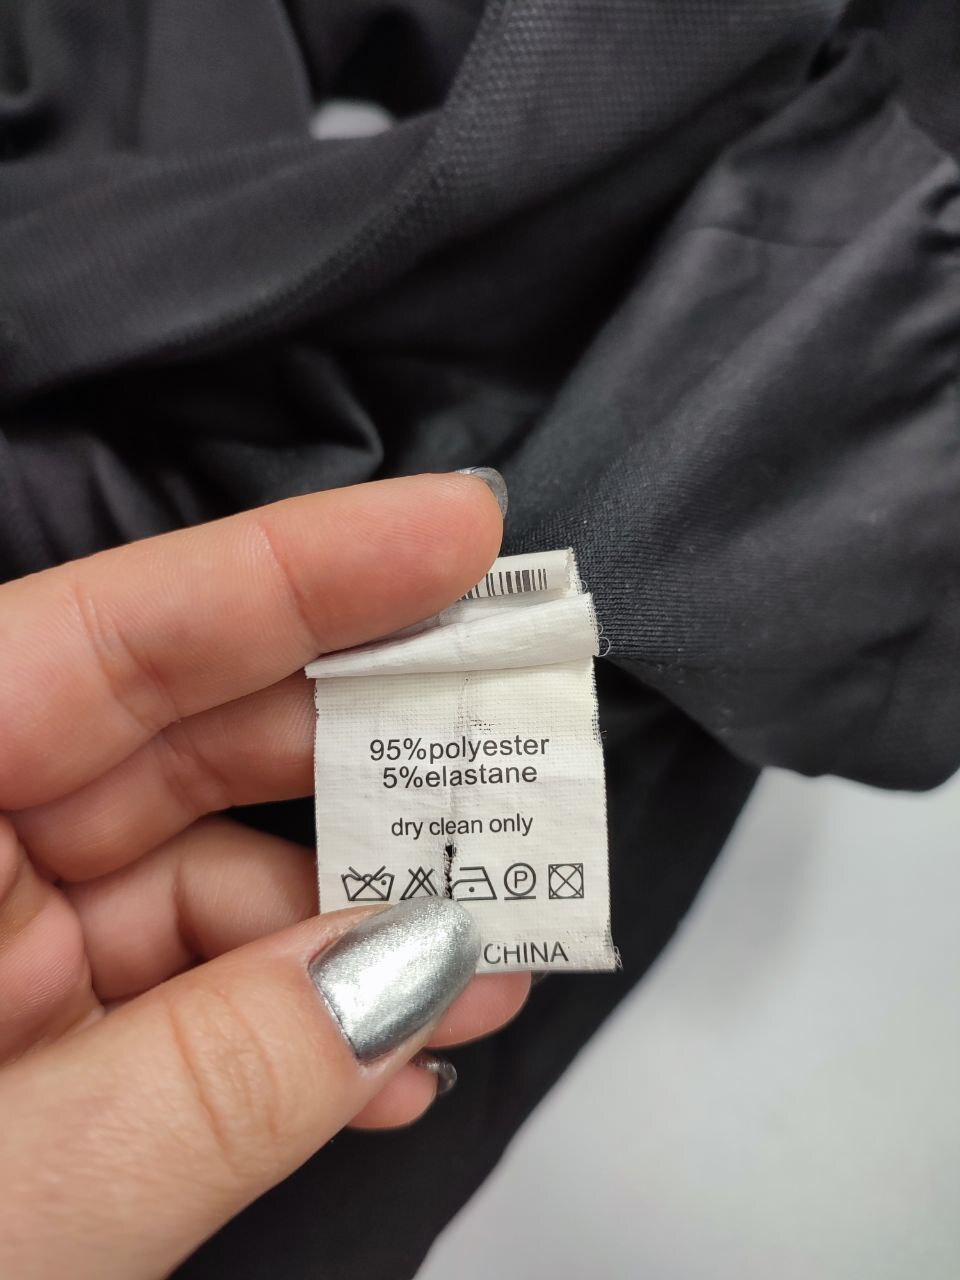 95%polyester
5%elastane
dry clean only
P
CHINA